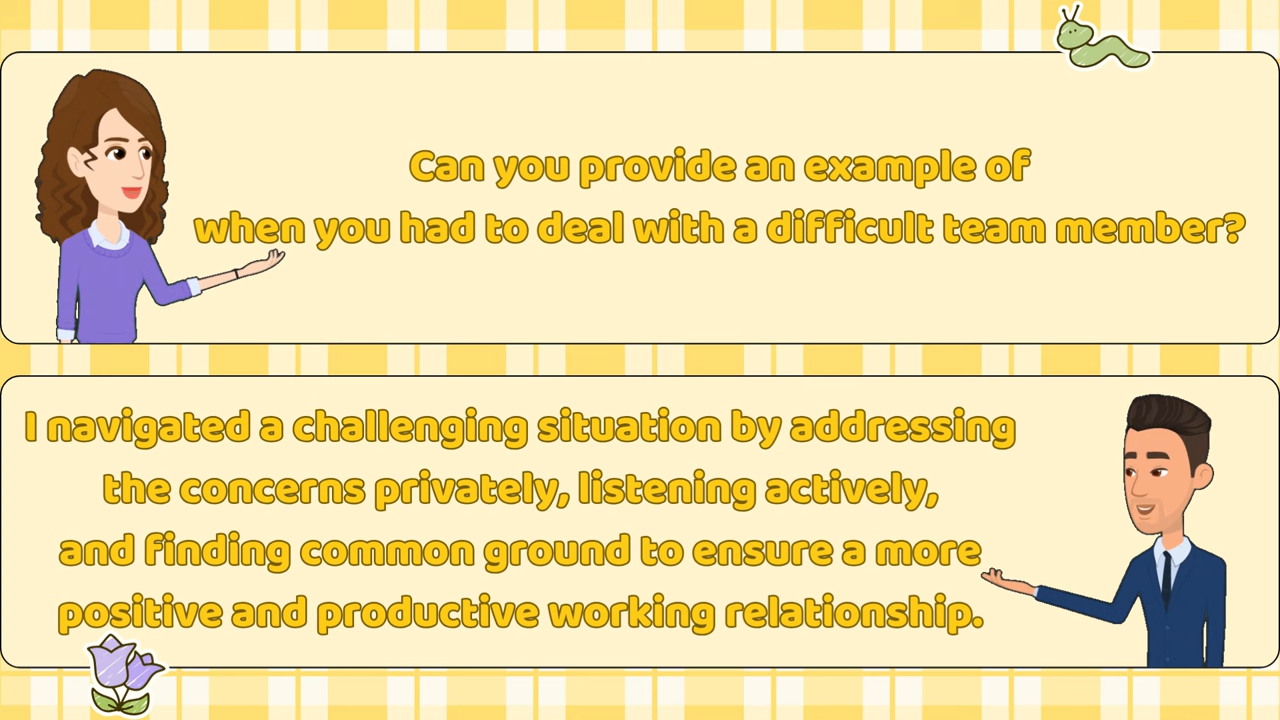 Can you provide an example of
when you had to deal with a difficult team member?
I navigated a challenging situation by addressing
the concerns privately, listening actively,
and finding common ground to ensure a more
positive and productive working relationship.